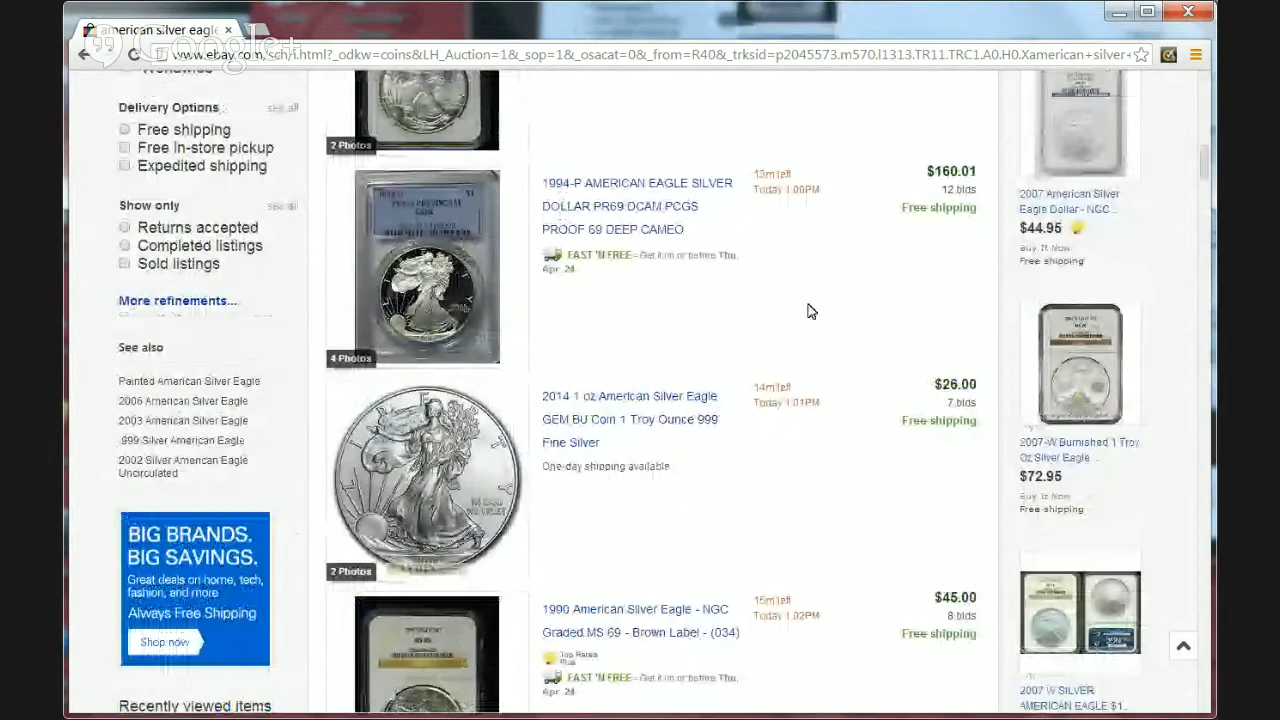 american silver eagle
Google+
www.ebay.com/sch/i.html?_odkw=coins&LH_Auction=1&_sop=1&_osacat=0&_from=R40&_trksid=p2045573.m570.l1313.TR11.TRC1.A0.H0.Xamerican+silver+
Worldwide
Delivery Options
see all
Free shipping
Free In-store pickup
Expedited shipping
Show only
see all
Returns accepted
Completed listings
Sold listings
More refinements...
See also
Painted American Silver Eagle
2006 American Silver Eagle
2003 American Silver Eagle
.999 Silver American Eagle
2002 Silver American Eagle
Uncirculated
BIG BRANDS.
BIG SAVINGS.
Great deals on home, tech,
fashion, and more
Always Free Shipping
Shop now
Recently viewed items
2 Photos
4 Photos
1994-P AMERICAN EAGLE SILVER
DOLLAR PR69 DCAM PCGS
PROOF 69 DEEP CAMEO
FAST 'N FREE - Get it on or before Thu,
Apr. 24
13m left
Today 1:00PM
$160.01
12 bids
Free shipping
2 Photos
LIBERTY
IN GOD
WE TRUST
2014 1 oz American Silver Eagle
GEM BU Coin 1 Troy Ounce 999
Fine Silver
One-day shipping available
14m left
Today 1:01PM
$26.00
7 bids
Free shipping
1990 American Silver Eagle - NGC
Graded MS 69 - Brown Label - (034)
Top Rated
Plus
FAST 'N FREE - Get it on or before Thu,
Apr. 24
15m left
Today 1:02PM
$45.00
8 bids
Free shipping
2007 American Silver
Eagle Dollar - NGC ...
$44.95
Buy It Now
Free shipping
2007-W Burnished 1 Troy
Oz Silver Eagle ...
$72.95
Buy It Now
Free shipping
2007 W SILVER
AMERICAN EAGLE $1